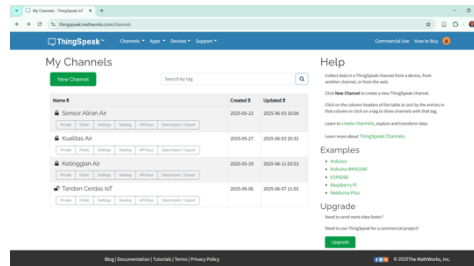 My Channels - ThingSpeak IoT
thingspeak.mathworks.com/channels
ThingSpeak™
Channels Apps Devices Support
Commercial Use How to Buy
My Channels
New Channel
Search by tag
Name Created Updated
Sensor Aliran Air 2025-05-22 2025-06-03 18:08
Private Public Settings Sharing API Keys Data Import / Export
Kualitas Air 2025-05-27 2025-06-03 20:32
Private Public Settings Sharing API Keys Data Import / Export
Ketinggian Air 2025-05-29 2025-06-11 03:53
Private Public Settings Sharing API Keys Data Import / Export
Tandon Cerdas IoT 2025-06-06 2025-06-07 11:55
Private Public Settings Sharing API Keys Data Import / Export
Help
Collect data in a ThingSpeak channel from a device, from
another channel, or from the web.
Click New Channel to create a new ThingSpeak channel.
Click on the column headers of the table to sort by the entries in
that column or click on a tag to show channels with that tag.
Learn to create channels, explore and transform data.
Learn more about ThingSpeak Channels.
Examples
Arduino
Arduino MKR1000
ESP8266
Raspberry Pi
Netduino Plus
Upgrade
Need to send more data faster?
Need to use ThingSpeak for a commercial project?
Upgrade
Blog | Documentation | Tutorials | Terms | Privacy Policy
© 2025 The MathWorks, Inc.